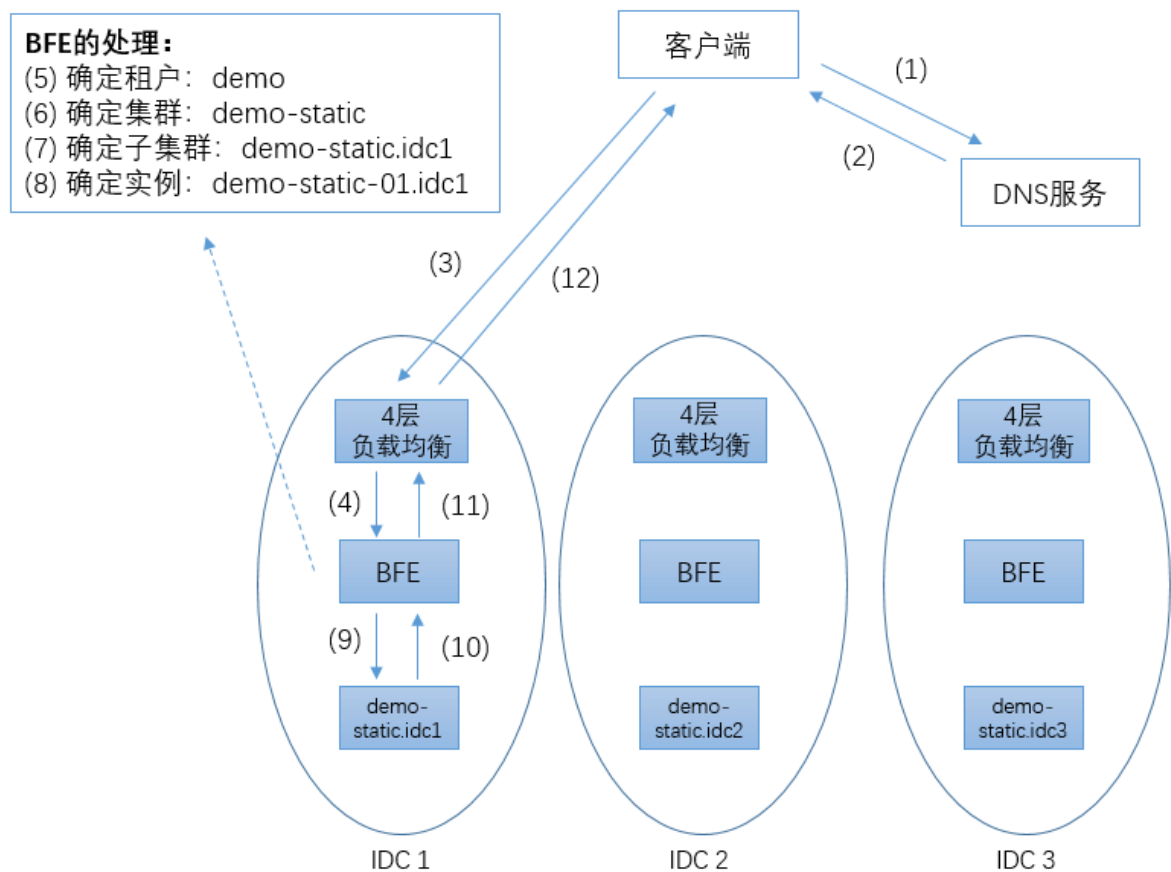 BFE的处理：
(5) 确定租户：demo
(6) 确定集群：demo-static
(7) 确定子集群：demo-static.idc1
(8) 确定实例：demo-static-01.idc1
客户端
(1)
(2)
DNS服务
(3)
(12)
4层
负载均衡
4层
负载均衡
4层
负载均衡
(4)
(11)
BFE
BFE
BFE
(9)
(10)
demo-
static.idc1
demo-
static.idc2
demo-
static.idc3
IDC 1
IDC 2
IDC 3